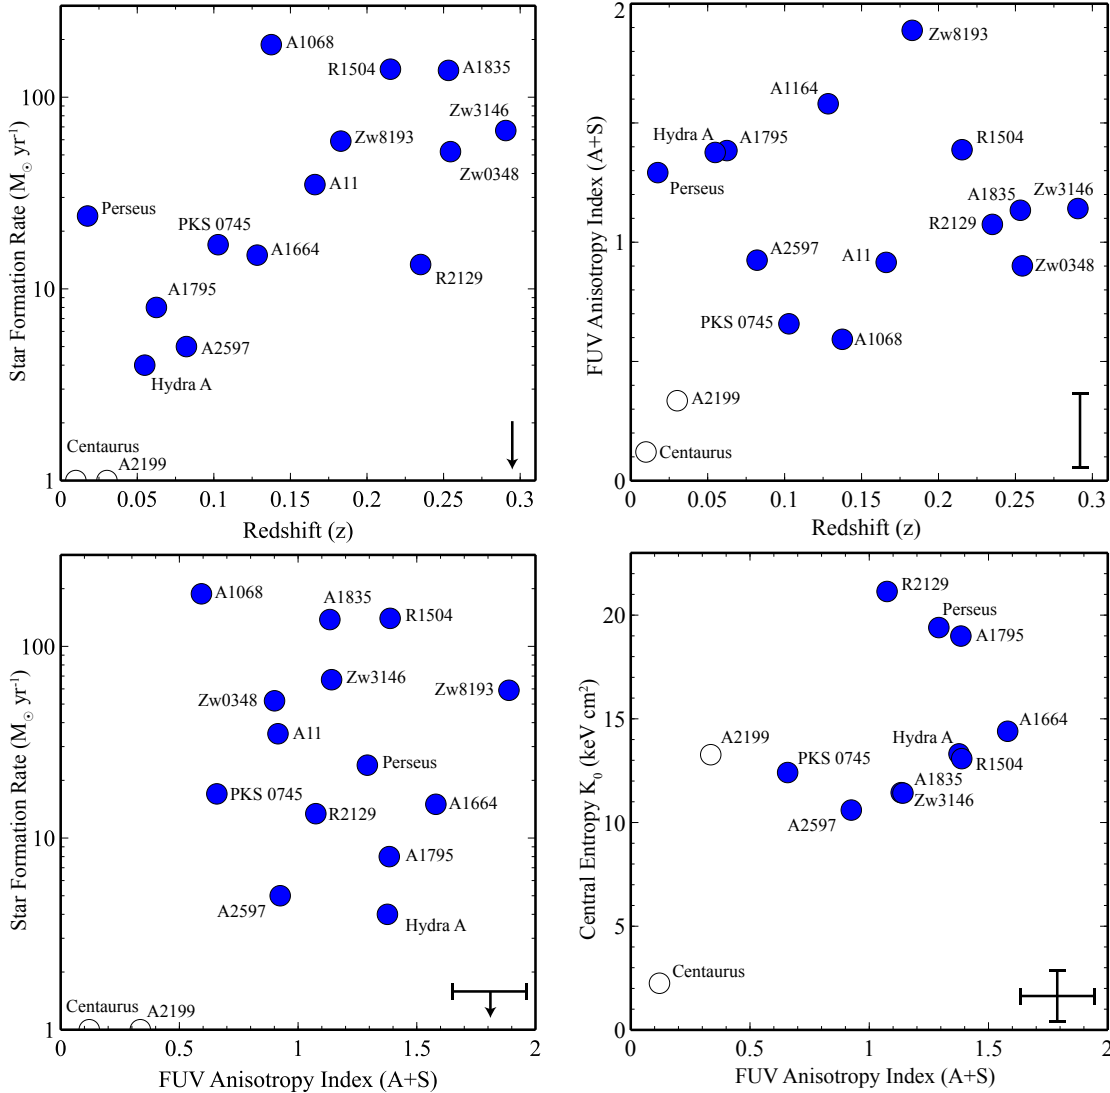 Star Formation Rate (M☉ yr⁻¹)
100
10
1
A1068
R1504
A1835
Zw3146
Zw8193
Zw0348
A11
Perseus
PKS 0745
A1664
R2129
A1795
A2597
Hydra A
Centaurus
A2199
0 0.05 0.1 0.15 0.2 0.25 0.3
Redshift (z)
FUV Anisotropy Index (A+S)
2
1
0
Zw8193
A1164
Hydra A
A1795
R1504
Perseus
A1835
Zw3146
R2129
A2597
A11
Zw0348
PKS 0745
A1068
A2199
Centaurus
0 0.05 0.1 0.15 0.2 0.25 0.3
Redshift (z)
Star Formation Rate (M☉ yr⁻¹)
100
10
1
A1068
A1835
R1504
Zw3146
Zw8193
Zw0348
A11
Perseus
PKS 0745
R2129
A1664
A1795
A2597
Hydra A
Centaurus
A2199
0 0.5 1 1.5 2
FUV Anisotropy Index (A+S)
Central Entropy K₀ (keV cm²)
20
15
10
5
0
R2129
Perseus
A1795
A1664
A2199
Hydra A
PKS 0745
R1504
A1835
Zw3146
A2597
Centaurus
0 0.5 1 1.5 2
FUV Anisotropy Index (A+S)